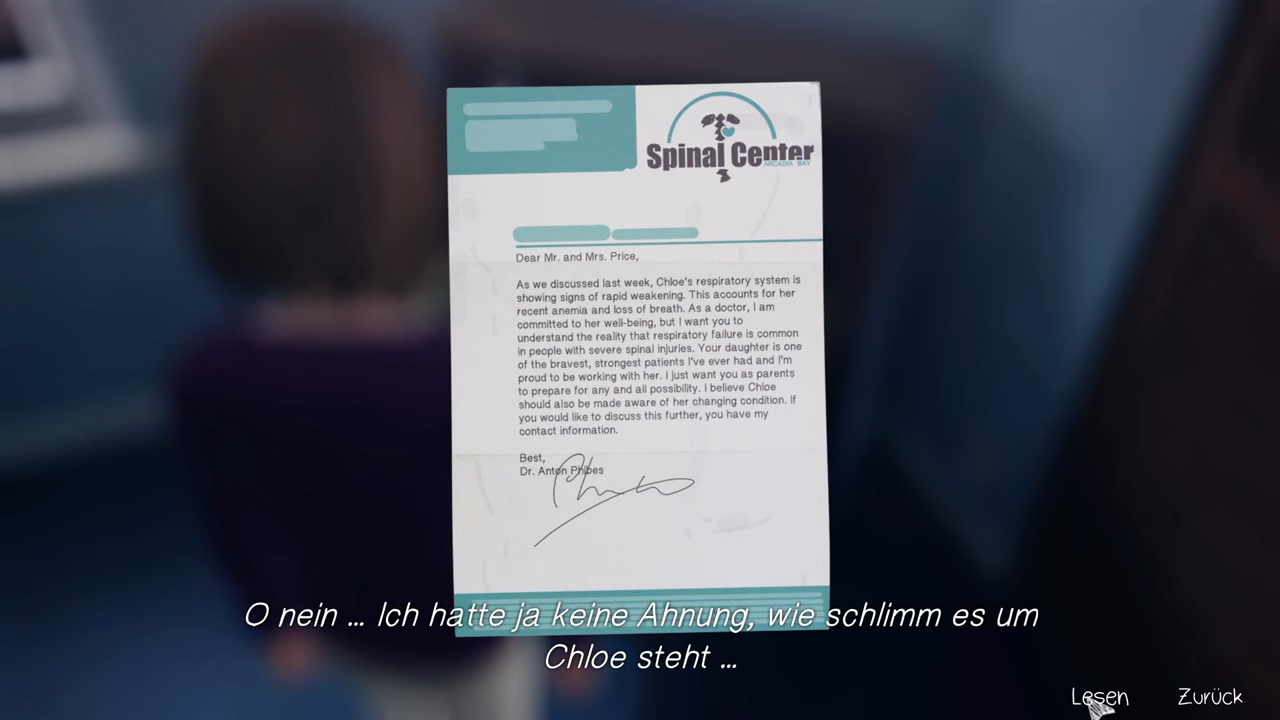 Spinal Center
ARCADIA BAY
Dear Mr. and Mrs. Price,
As we discussed last week, Chloe's respiratory system is
showing signs of rapid weakening. This accounts for her
recent anemia and loss of breath. As a doctor, I am
committed to her well-being, but I want you to
understand the reality that respiratory failure is common
in people with severe spinal injuries. Your daughter is one
of the bravest, strongest patients I've ever had and I'm
proud to be working with her. I just want you as parents
to prepare for any and all possibility. I believe Chloe
should also be made aware of her changing condition. If
you would like to discuss this further, you have my
contact information.
Best,
Dr. Anton Phibes
O nein ... Ich hatte ja keine Ahnung, wie schlimm es um
Chloe steht ...
Lesen Zurück